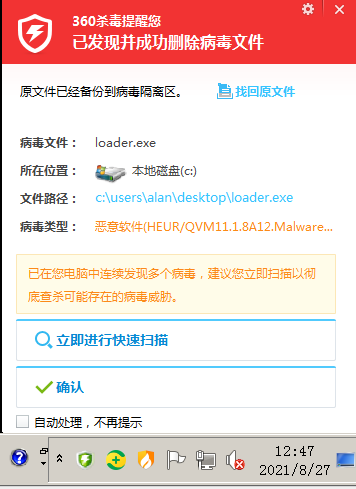 360杀毒提醒您
已发现并成功删除病毒文件
原文件已经备份到病毒隔离区。 找回原文件
病毒文件： loader.exe
所在位置： 本地磁盘(c:)
文件路径： c:\users\alan\desktop\loader.exe
病毒类型： 恶意软件(HEUR/QVM11.1.8A12.Malware...
已在您电脑中连续发现多个病毒，建议您立即扫描以彻
底查杀可能存在的病毒威胁。
立即进行快速扫描
确认
自动处理，不再提示
12:47
2021/8/27